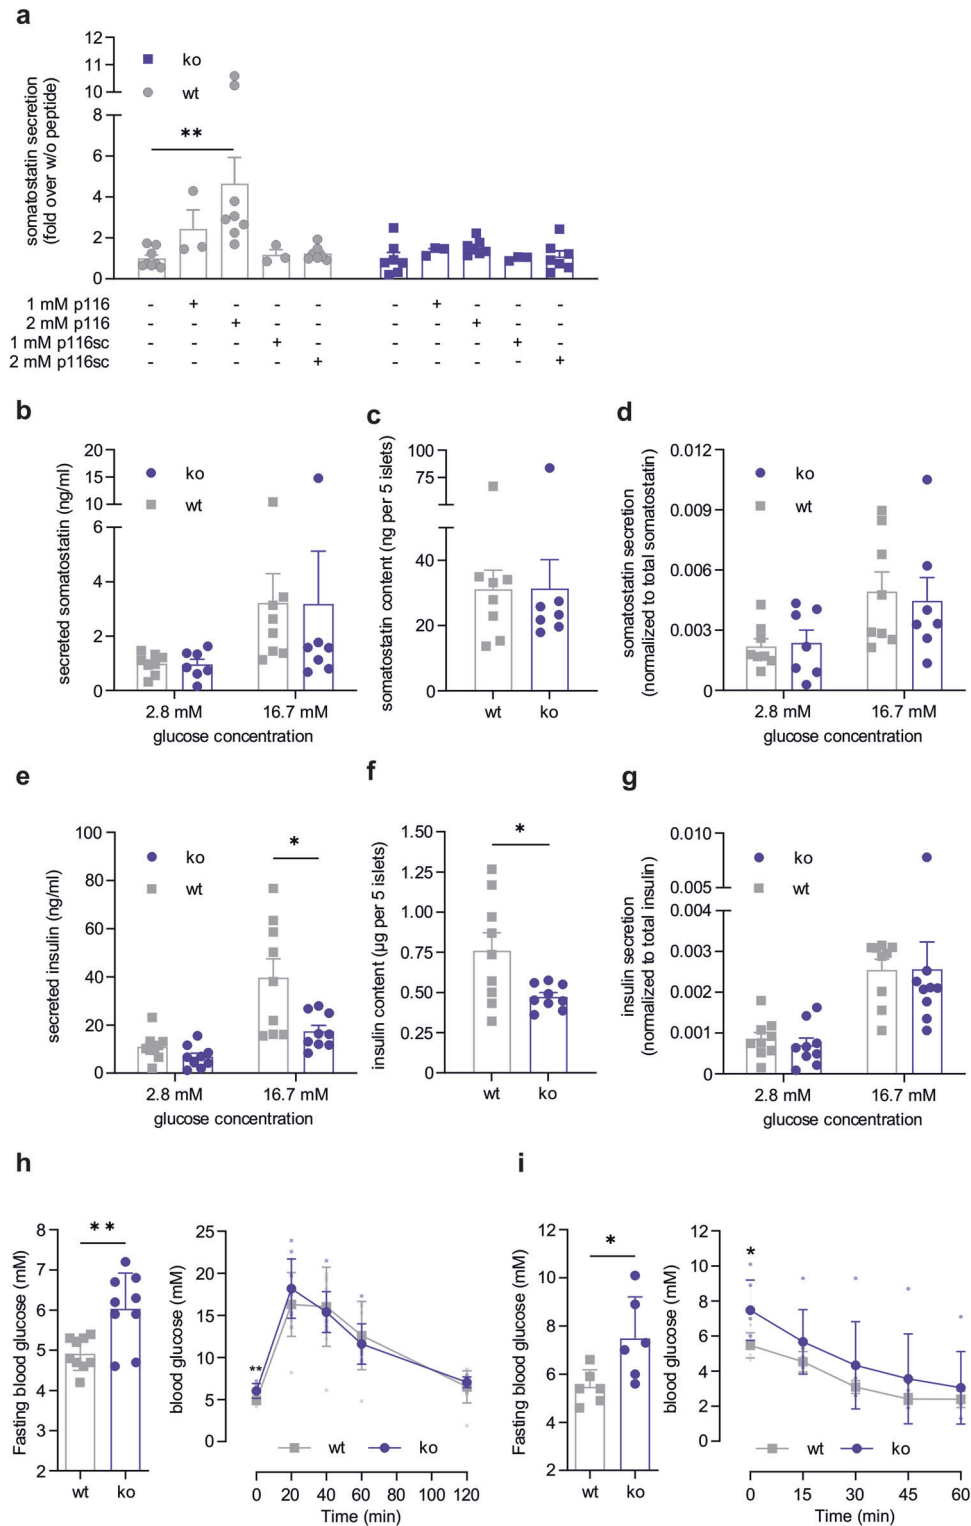 a
somatostatin secretion
(fold over w/o peptide)
12
10
8
6
4
2
0
ko
wt
**
1 mM p116 - + - - - - + - - -
2 mM p116 - - + - - - - + - -
1 mM p116sc - - - + - - - - + -
2 mM p116sc - - - - + - - - - +
b
secreted somatostatin (ng/ml)
20
15
10
6
4
2
0
ko
wt
2.8 mM 16.7 mM
glucose concentration
c
somatostatin content (ng per 5 islets)
100
75
40
20
0
wt ko
d
somatostatin secretion
(normalized to total somatostatin)
0.012
0.009
0.006
0.003
0
ko
wt
2.8 mM 16.7 mM
glucose concentration
e
secreted insulin (ng/ml)
100
80
60
40
20
0
ko
wt
*
2.8 mM 16.7 mM
glucose concentration
f
insulin content (µg per 5 islets)
1.50
1.25
1.00
0.75
0.50
0.25
0
*
wt ko
g
insulin secretion
(normalized to total insulin)
0.010
0.005
0.004
0.003
0.002
0.001
0
ko
wt
2.8 mM 16.7 mM
glucose concentration
h
Fasting blood glucose (mM)
8
7
6
5
4
3
2
**
wt ko
blood glucose (mM)
25
20
15
10
5
0
**
wt ko
0 20 40 60 80 100 120
Time (min)
i
Fasting blood glucose (mM)
12
10
8
6
4
2
*
wt ko
blood glucose (mM)
12
10
8
6
4
2
0
*
wt ko
0 15 30 45 60
Time (min)